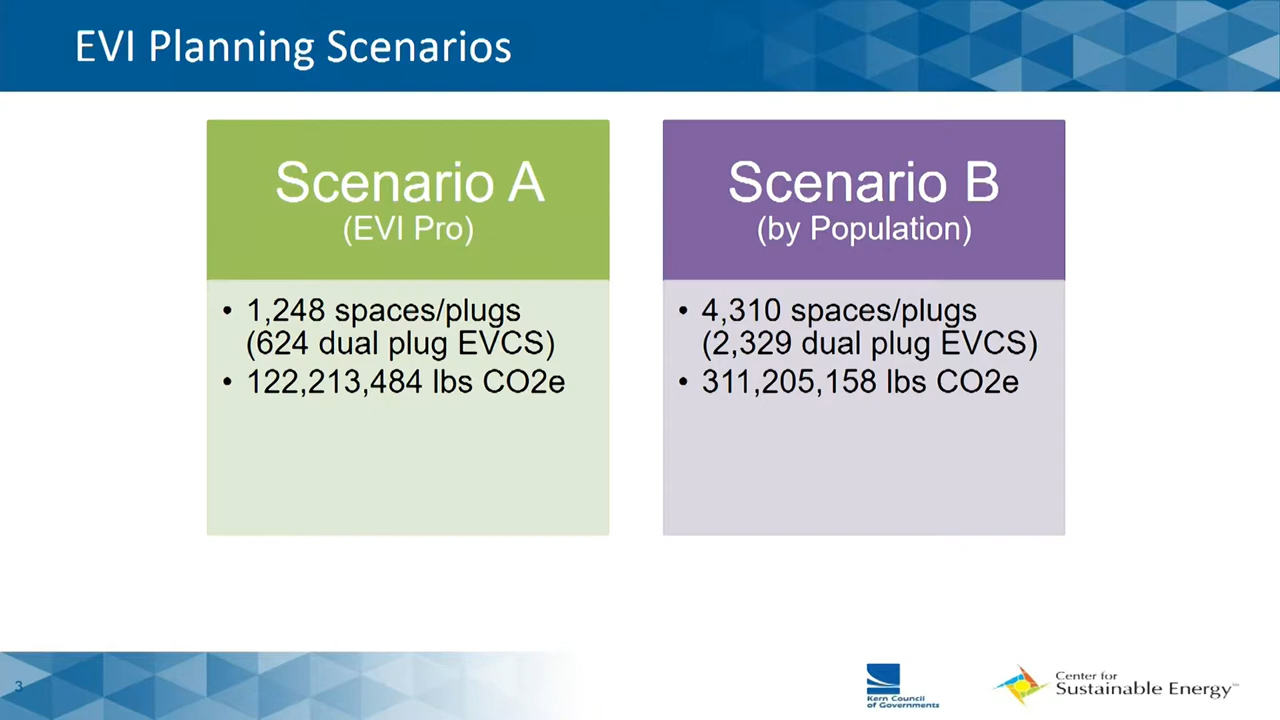 EVI Planning Scenarios
Scenario A
(EVI Pro)
• 1,248 spaces/plugs
(624 dual plug EVCS)
• 122,213,484 lbs CO2e
Scenario B
(by Population)
• 4,310 spaces/plugs
(2,329 dual plug EVCS)
• 311,205,158 lbs CO2e
3
Kern Council
of Governments
Center for
Sustainable Energy™